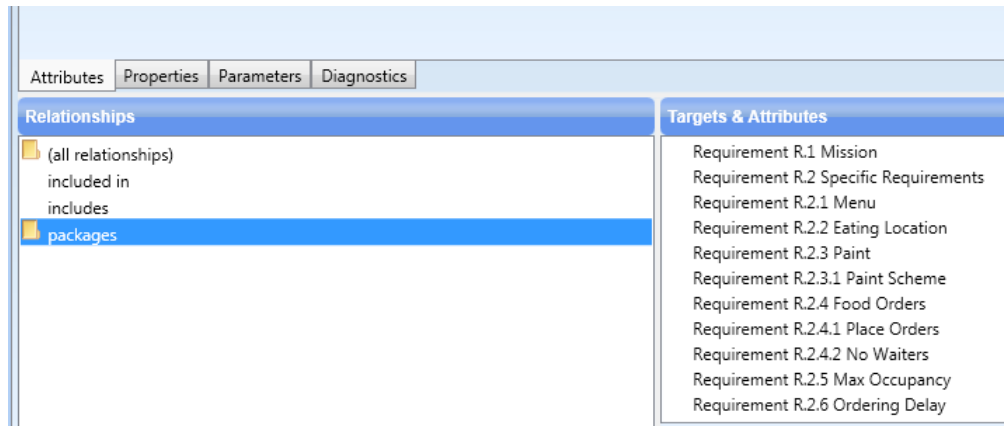 Attributes Properties Parameters Diagnostics
Relationships
(all relationships)
included in
includes
packages
Targets & Attributes
Requirement R.1 Mission
Requirement R.2 Specific Requirements
Requirement R.2.1 Menu
Requirement R.2.2 Eating Location
Requirement R.2.3 Paint
Requirement R.2.3.1 Paint Scheme
Requirement R.2.4 Food Orders
Requirement R.2.4.1 Place Orders
Requirement R.2.4.2 No Waiters
Requirement R.2.5 Max Occupancy
Requirement R.2.6 Ordering Delay